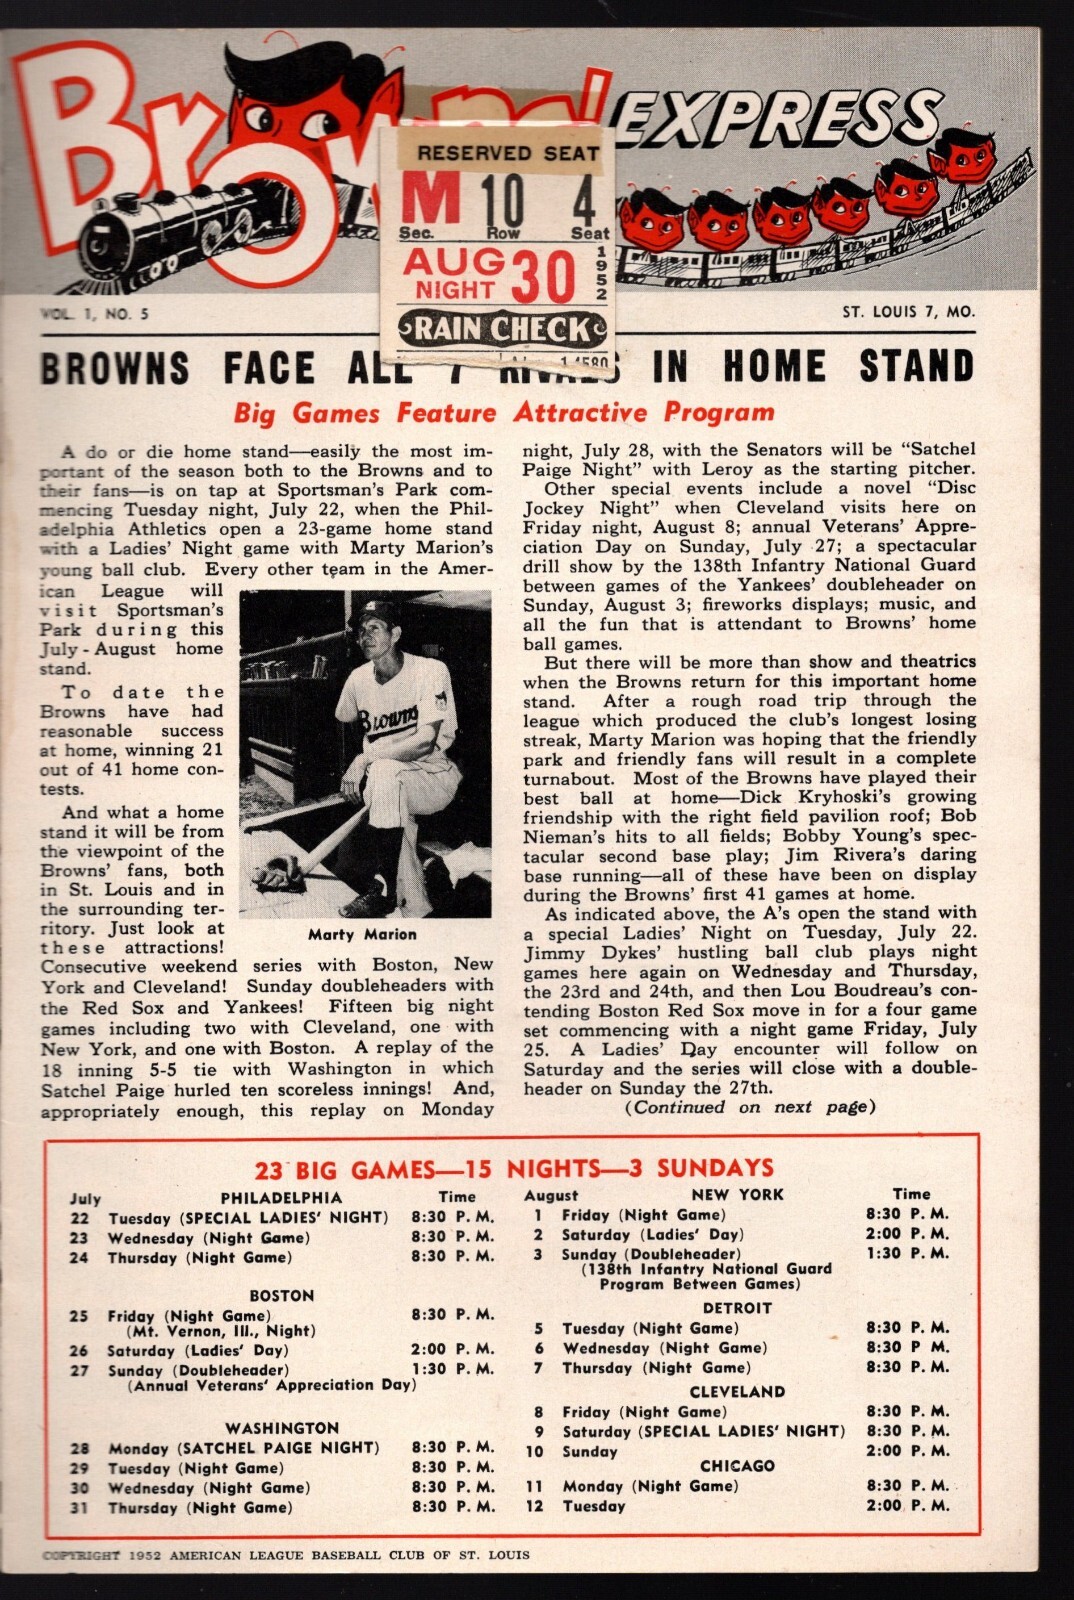 Browns' EXPRESS
RESERVED SEAT
M 10 4
Sec. Row Seat
AUG 30 1952
NIGHT
RAIN CHECK
VOL. 1, NO. 5
ST. LOUIS 7, MO.
BROWNS FACE ALL 7 RIVALS IN HOME STAND
Big Games Feature Attractive Program
A do or die home stand—easily the most im-
portant of the season both to the Browns and to
their fans—is on tap at Sportsman's Park com-
mencing Tuesday night, July 22, when the Phil-
adelphia Athletics open a 23-game home stand
with a Ladies' Night game with Marty Marion's
young ball club. Every other team in the Amer-
ican League will
visit Sportsman's
Park during this
July-August home
stand.
To date the
Browns have had
reasonable success
at home, winning 21
out of 41 home con-
tests.
And what a home
stand it will be from
the viewpoint of the
Browns' fans, both
in St. Louis and in
the surrounding ter-
ritory. Just look at
these attractions!
Marty Marion
Consecutive weekend series with Boston, New
York and Cleveland! Sunday doubleheaders with
the Red Sox and Yankees! Fifteen big night
games including two with Cleveland, one with
New York, and one with Boston. A replay of the
18 inning 5-5 tie with Washington in which
Satchel Paige hurled ten scoreless innings! And,
appropriately enough, this replay on Monday
night, July 28, with the Senators will be "Satchel
Paige Night" with Leroy as the starting pitcher.
Other special events include a novel "Disc
Jockey Night" when Cleveland visits here on
Friday night, August 8; annual Veterans' Appre-
ciation Day on Sunday, July 27; a spectacular
drill show by the 138th Infantry National Guard
between games of the Yankees' doubleheader on
Sunday, August 3; fireworks displays; music, and
all the fun that is attendant to Browns' home
ball games.
But there will be more than show and theatrics
when the Browns return for this important home
stand. After a rough road trip through the
league which produced the club's longest losing
streak, Marty Marion was hoping that the friendly
park and friendly fans will result in a complete
turnabout. Most of the Browns have played their
best ball at home—Dick Kryhoski's growing
friendship with the right field pavilion roof; Bob
Nieman's hits to all fields; Bobby Young's spec-
tacular second base play; Jim Rivera's daring
base running—all of these have been on display
during the Browns' first 41 games at home.
As indicated above, the A's open the stand with
a special Ladies' Night on Tuesday, July 22.
Jimmy Dykes' hustling ball club plays night
games here again on Wednesday and Thursday,
the 23rd and 24th, and then Lou Boudreau's con-
tending Boston Red Sox move in for a four game
set commencing with a night game Friday, July
25. A Ladies' Day encounter will follow on
Saturday and the series will close with a double-
header on Sunday the 27th.
(Continued on next page)
23 BIG GAMES—15 NIGHTS—3 SUNDAYS
July PHILADELPHIA Time
22 Tuesday (SPECIAL LADIES' NIGHT) 8:30 P. M.
23 Wednesday (Night Game) 8:30 P. M.
24 Thursday (Night Game) 8:30 P. M.
BOSTON
25 Friday (Night Game) 8:30 P. M.
(Mt. Vernon, Ill., Night)
26 Saturday (Ladies' Day) 2:00 P. M.
27 Sunday (Doubleheader) 1:30 P. M.
(Annual Veterans' Appreciation Day)
WASHINGTON
28 Monday (SATCHEL PAIGE NIGHT) 8:30 P. M.
29 Tuesday (Night Game) 8:30 P. M.
30 Wednesday (Night Game) 8:30 P. M.
31 Thursday (Night Game) 8:30 P. M.
August NEW YORK Time
1 Friday (Night Game) 8:30 P. M.
2 Saturday (Ladies' Day) 2:00 P. M.
3 Sunday (Doubleheader) 1:30 P. M.
(138th Infantry National Guard
Program Between Games)
DETROIT
5 Tuesday (Night Game) 8:30 P. M.
6 Wednesday (Night Game) 8:30 P M.
7 Thursday (Night Game) 8:30 P. M.
CLEVELAND
8 Friday (Night Game) 8:30 P. M.
9 Saturday (SPECIAL LADIES' NIGHT) 8:30 P. M.
10 Sunday 2:00 P. M.
CHICAGO
11 Monday (Night Game) 8:30 P. M.
12 Tuesday 2:00 P. M.
COPYRIGHT 1952 AMERICAN LEAGUE BASEBALL CLUB OF ST. LOUIS